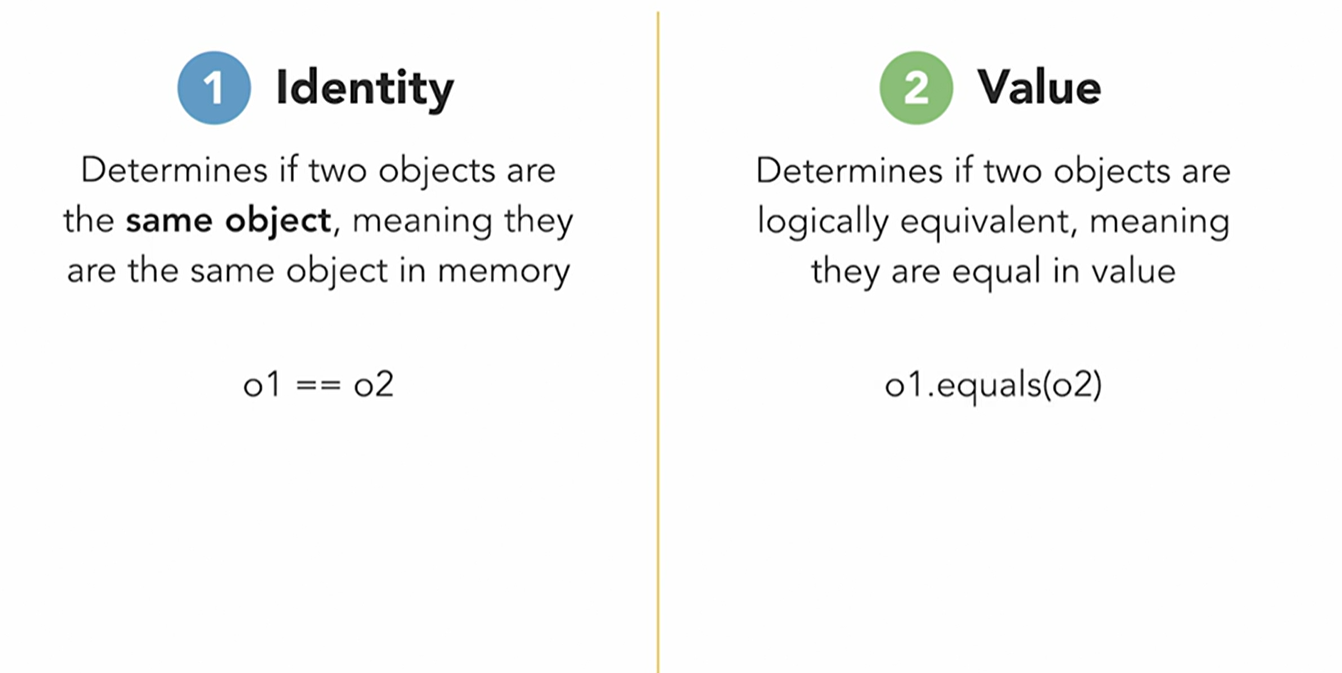 1 Identity
Determines if two objects are
the same object, meaning they
are the same object in memory
o1 == o2
2 Value
Determines if two objects are
logically equivalent, meaning
they are equal in value
o1.equals(o2)